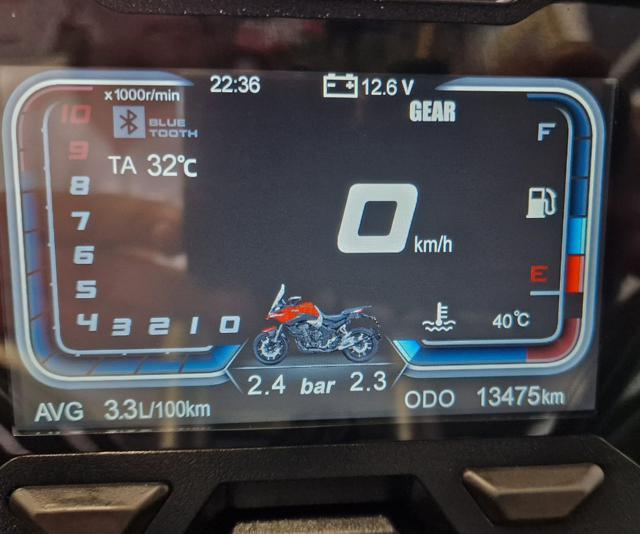 22:36
12.6 V
x1000r/min
GEAR
BLUE
TOOTH
10
9
8
7
6
5
4 3 2 1 0
TA 32℃
F
0 km/h
E
40℃
2.4 bar 2.3
AVG 3.3L/100km
ODO 13475km